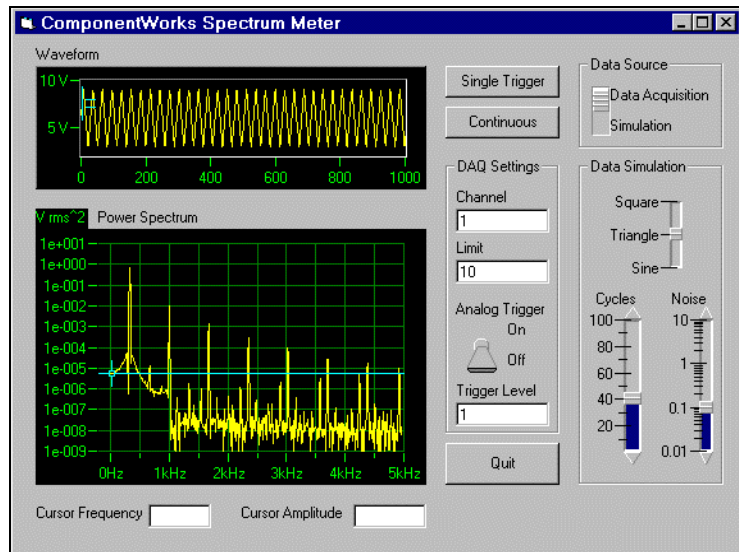 ComponentWorks Spectrum Meter
Waveform
10 V
5 V
0 200 400 600 800 1000
V rms^2 Power Spectrum
1e+001
1e+000
1e-001
1e-002
1e-003
1e-004
1e-005
1e-006
1e-007
1e-008
1e-009
0Hz 1kHz 2kHz 3kHz 4kHz 5kHz
Cursor Frequency
Cursor Amplitude
Single Trigger
Continuous
DAQ Settings
Channel
1
Limit
10
Analog Trigger
On
Off
Trigger Level
1
Quit
Data Source
Data Acquisition
Simulation
Data Simulation
Square
Triangle
Sine
Cycles
100
80
60
40
20
Noise
10
1
0.1
0.01